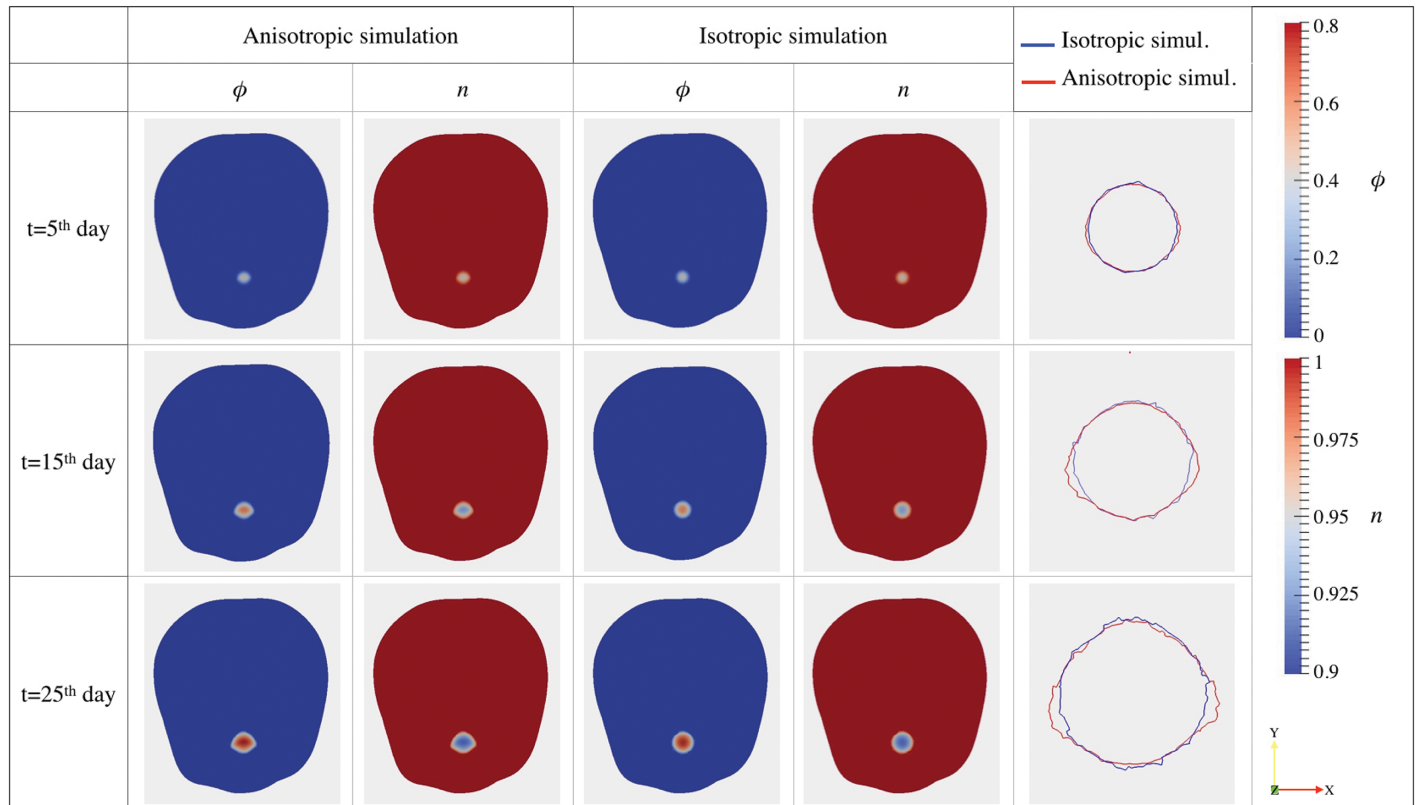 Anisotropic simulation
Isotropic simulation
Isotropic simul.
Anisotropic simul.
ϕ
n
ϕ
n
t=5th day
t=15th day
t=25th day
0.8
0.6
0.4
0.2
0
ϕ
1
0.975
0.95
0.925
0.9
n
Y
Z
X